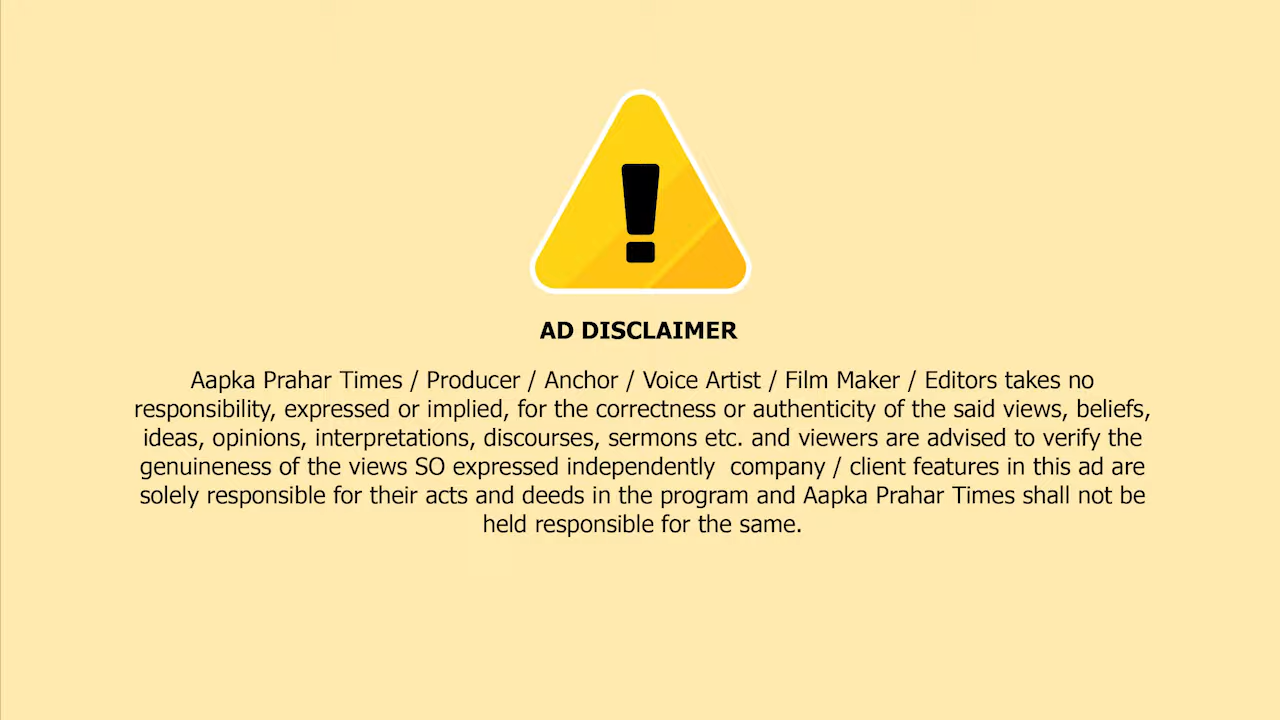 AD DISCLAIMER
Aapka Prahar Times / Producer / Anchor / Voice Artist / Film Maker / Editors takes no
responsibility, expressed or implied, for the correctness or authenticity of the said views, beliefs,
ideas, opinions, interpretations, discourses, sermons etc. and viewers are advised to verify the
genuineness of the views SO expressed independently  company / client features in this ad are
solely responsible for their acts and deeds in the program and Aapka Prahar Times shall not be
held responsible for the same.